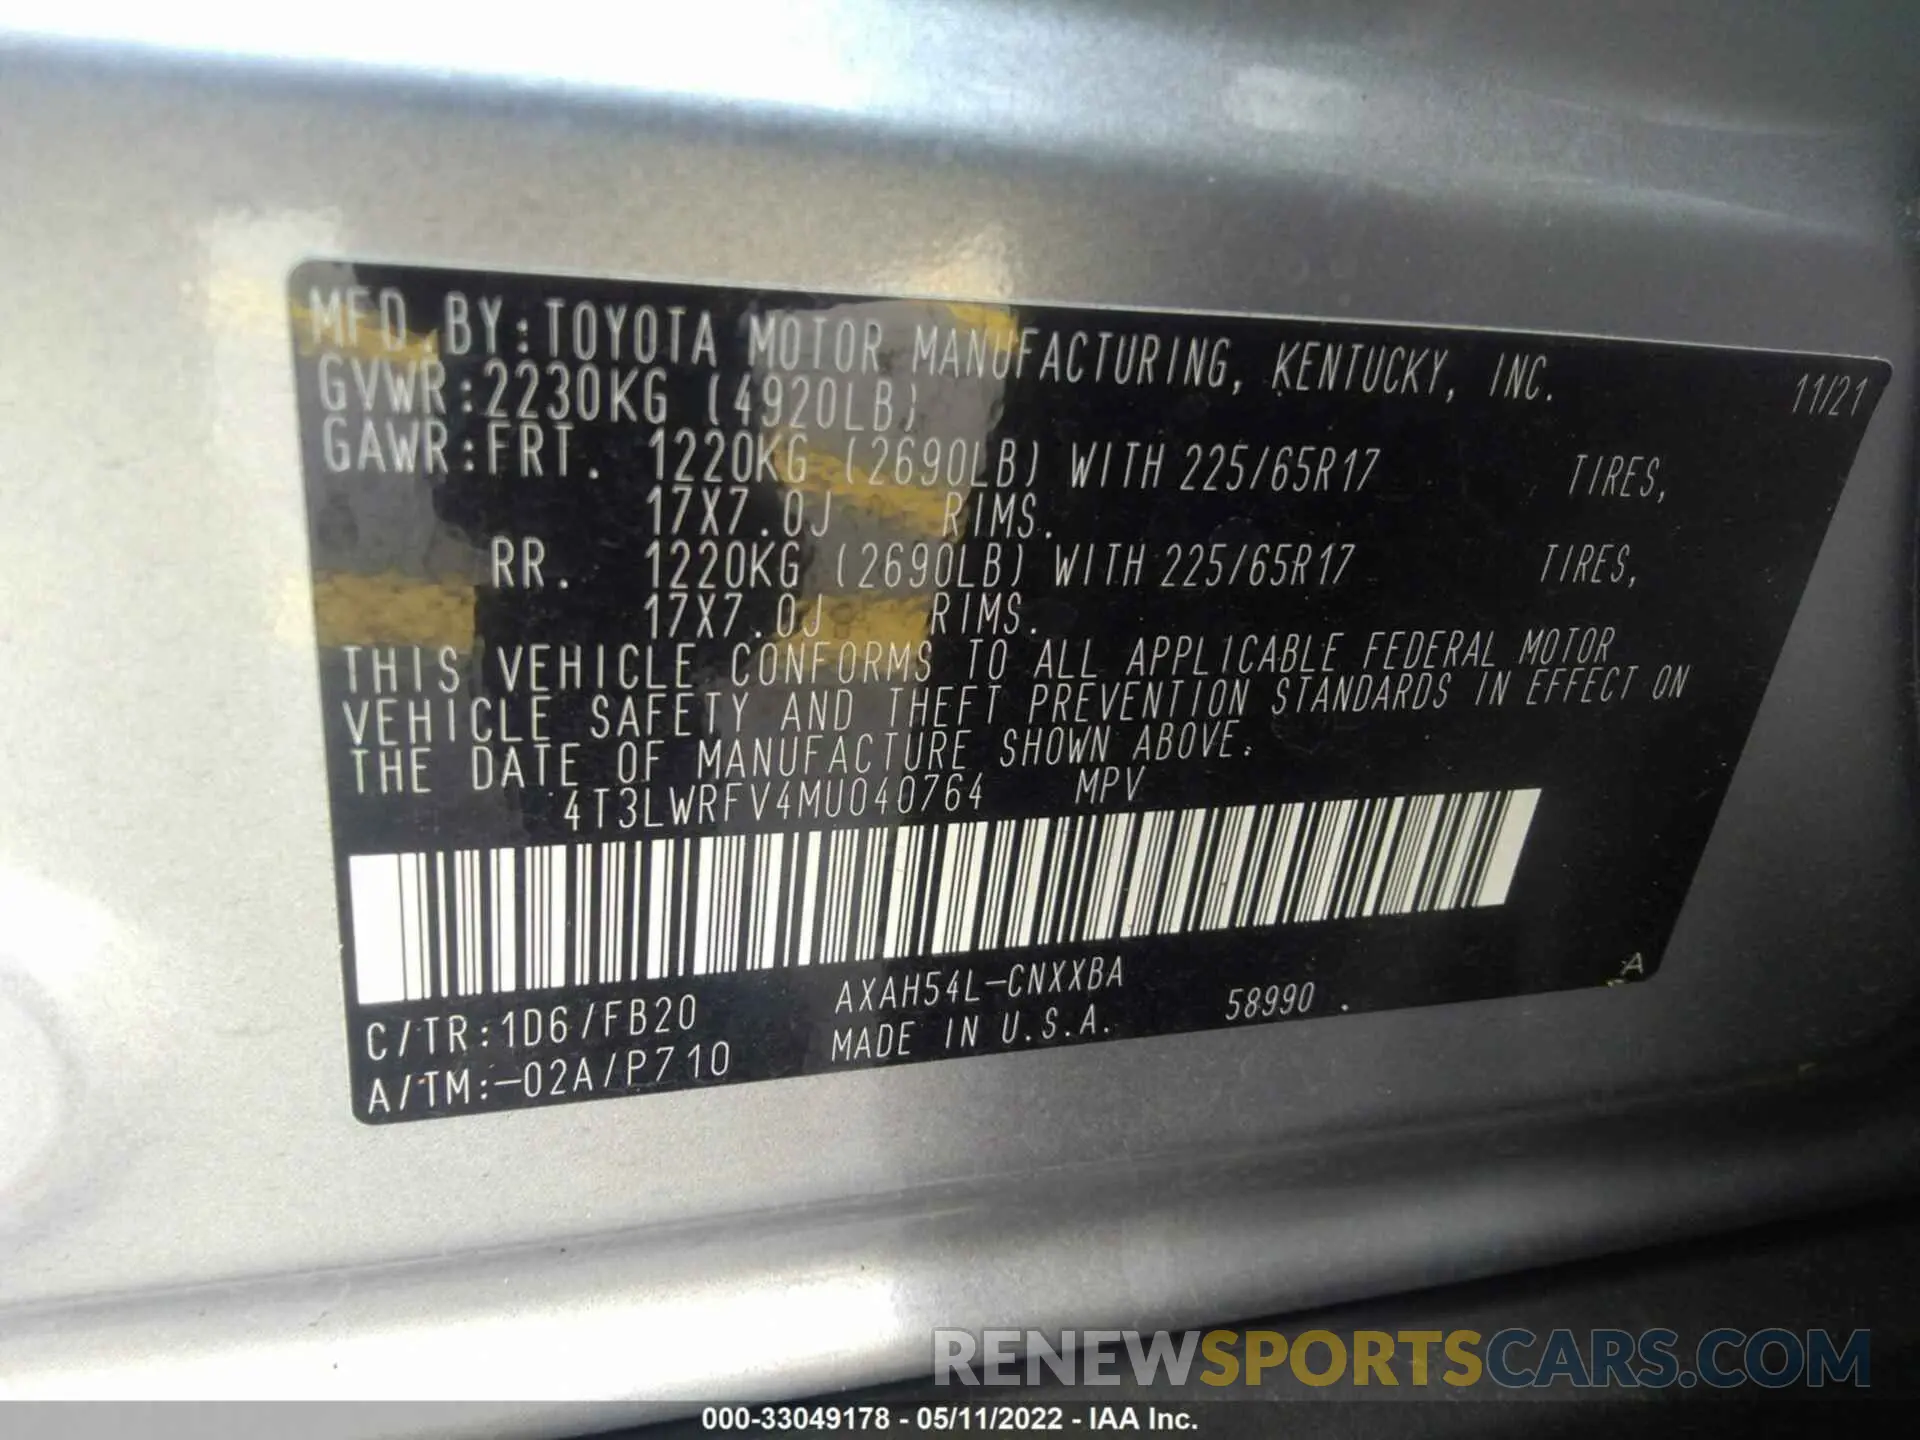 MFD.BY:TOYOTA MOTOR MANUFACTURING, KENTUCKY, INC. 11/21
GVWR:2230KG (4920LB)
GAWR:FRT. 1220KG (2690LB) WITH 225/65R17 TIRES,
17X7.0J RIMS.
RR. 1220KG (2690LB) WITH 225/65R17 TIRES,
17X7.0J RIMS.
THIS VEHICLE CONFORMS TO ALL APPLICABLE FEDERAL MOTOR
VEHICLE SAFETY AND THEFT PREVENTION STANDARDS IN EFFECT ON
THE DATE OF MANUFACTURE SHOWN ABOVE.
4T3LWRFV4MU040764 MPV
C/TR:1D6/FB20 AXAH54L-CNXXBA
A/TM:-02A/P710 MADE IN U.S.A. 58990 .
A
RENEWSPORTSCARS.COM
000-33049178 - 05/11/2022 - IAA Inc.